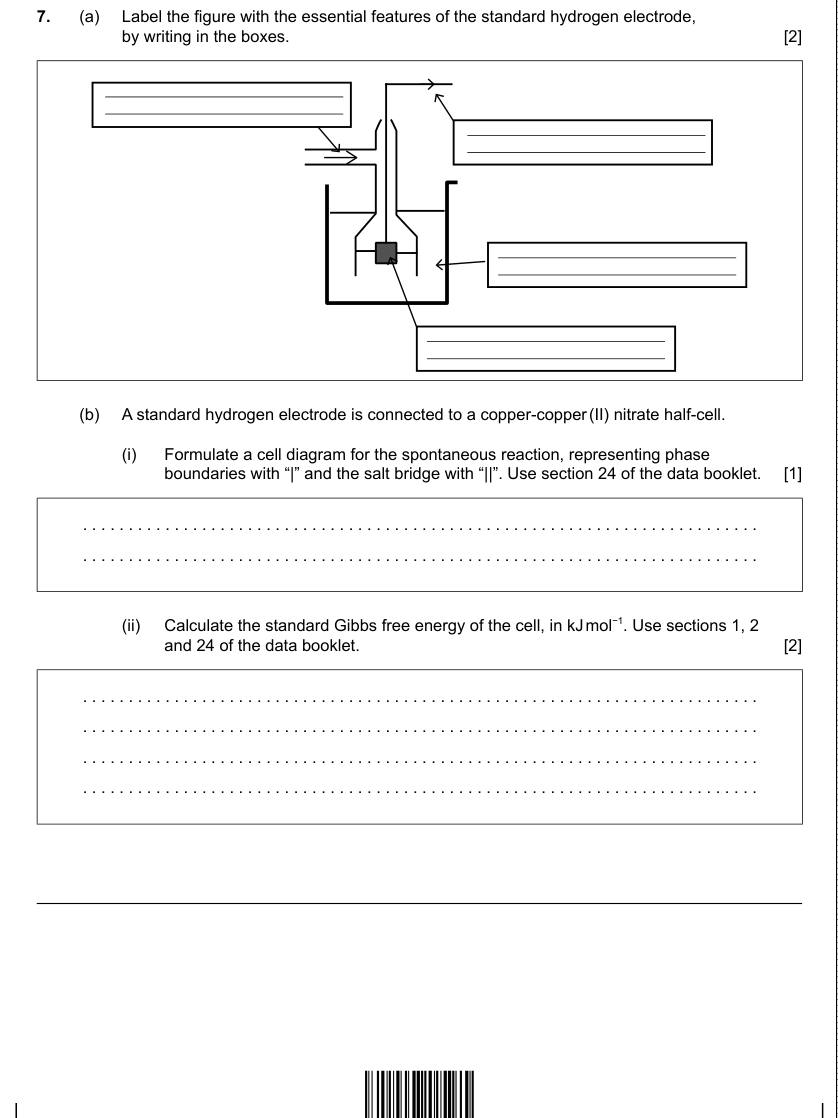 7. (a) Label the figure with the essential features of the standard hydrogen electrode,
by writing in the boxes. [2]
(b) A standard hydrogen electrode is connected to a copper-copper (II) nitrate half-cell.
(i) Formulate a cell diagram for the spontaneous reaction, representing phase
boundaries with “|” and the salt bridge with “||”. Use section 24 of the data booklet. [1]
(ii) Calculate the standard Gibbs free energy of the cell, in kJ mol⁻¹. Use sections 1, 2
and 24 of the data booklet. [2]